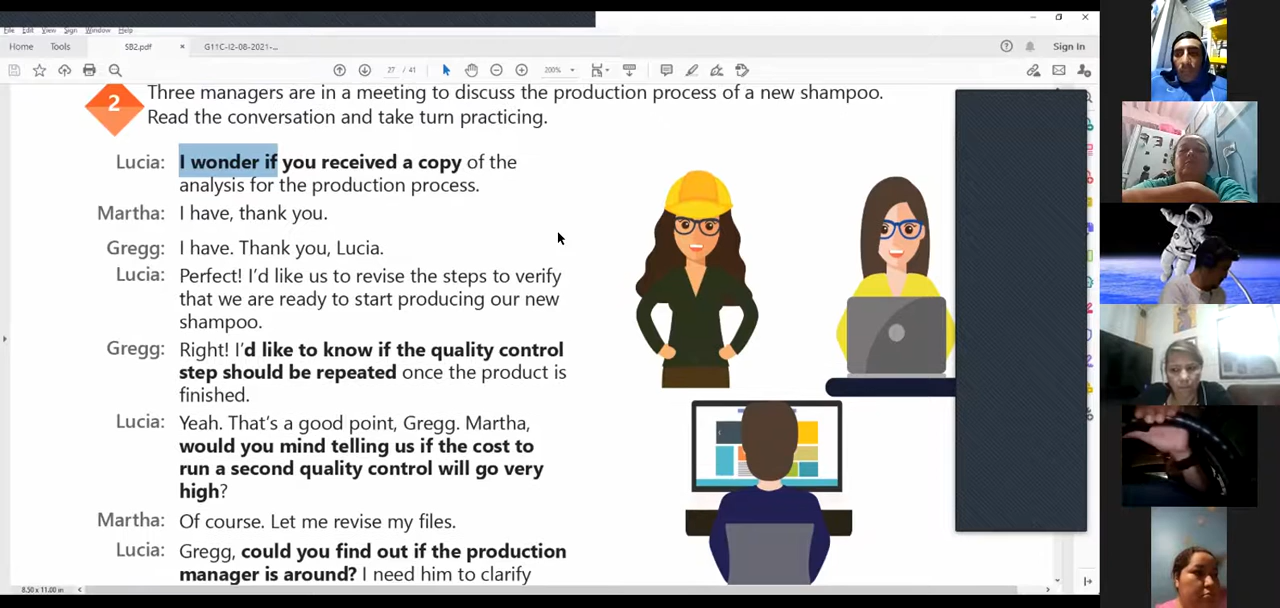 File Edit View Sign Window Help
Home Tools SB2.pdf × G11C-I2-08-2021-... Sign In
27 / 41 200%
2 Three managers are in a meeting to discuss the production process of a new shampoo.
Read the conversation and take turn practicing.
Lucia: I wonder if you received a copy of the
analysis for the production process.
Martha: I have, thank you.
Gregg: I have. Thank you, Lucia.
Lucia: Perfect! I'd like us to revise the steps to verify
that we are ready to start producing our new
shampoo.
Gregg: Right! I'd like to know if the quality control
step should be repeated once the product is
finished.
Lucia: Yeah. That's a good point, Gregg. Martha,
would you mind telling us if the cost to
run a second quality control will go very
high?
Martha: Of course. Let me revise my files.
Lucia: Gregg, could you find out if the production
manager is around? I need him to clarify
8.50 x 11.00 in